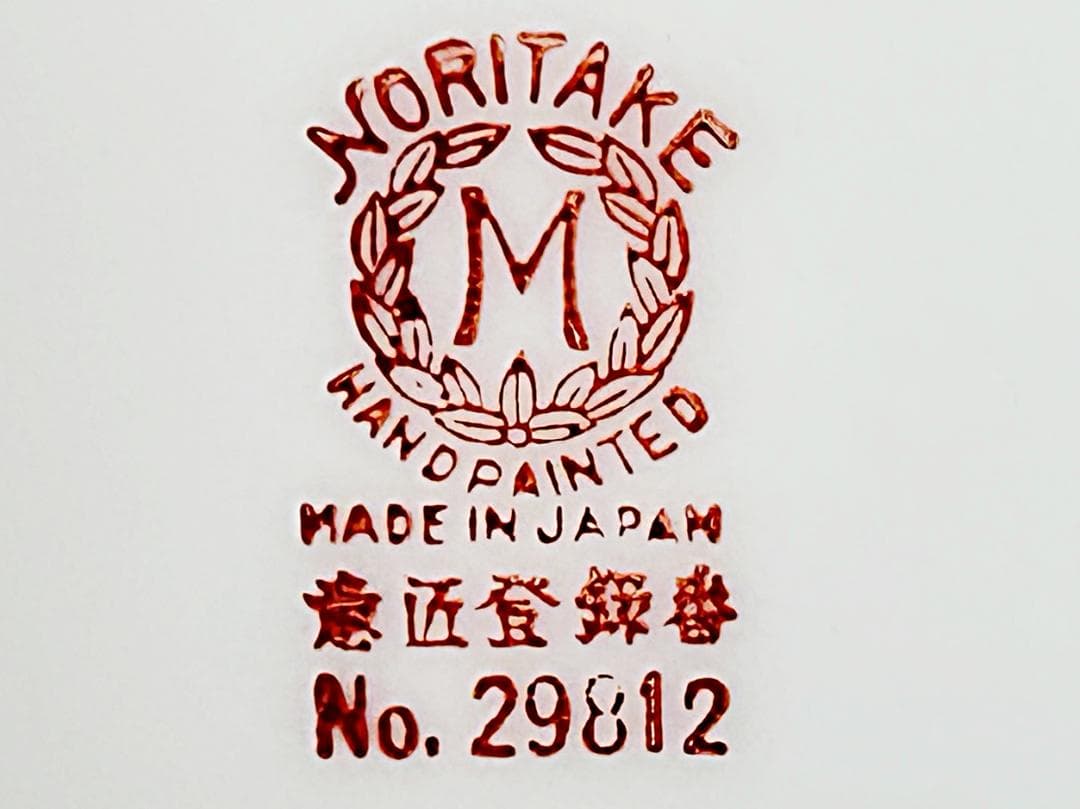 NORITAKE
M
HANDPAINTED
MADE IN JAPAN
意匠登録番
No. 29812